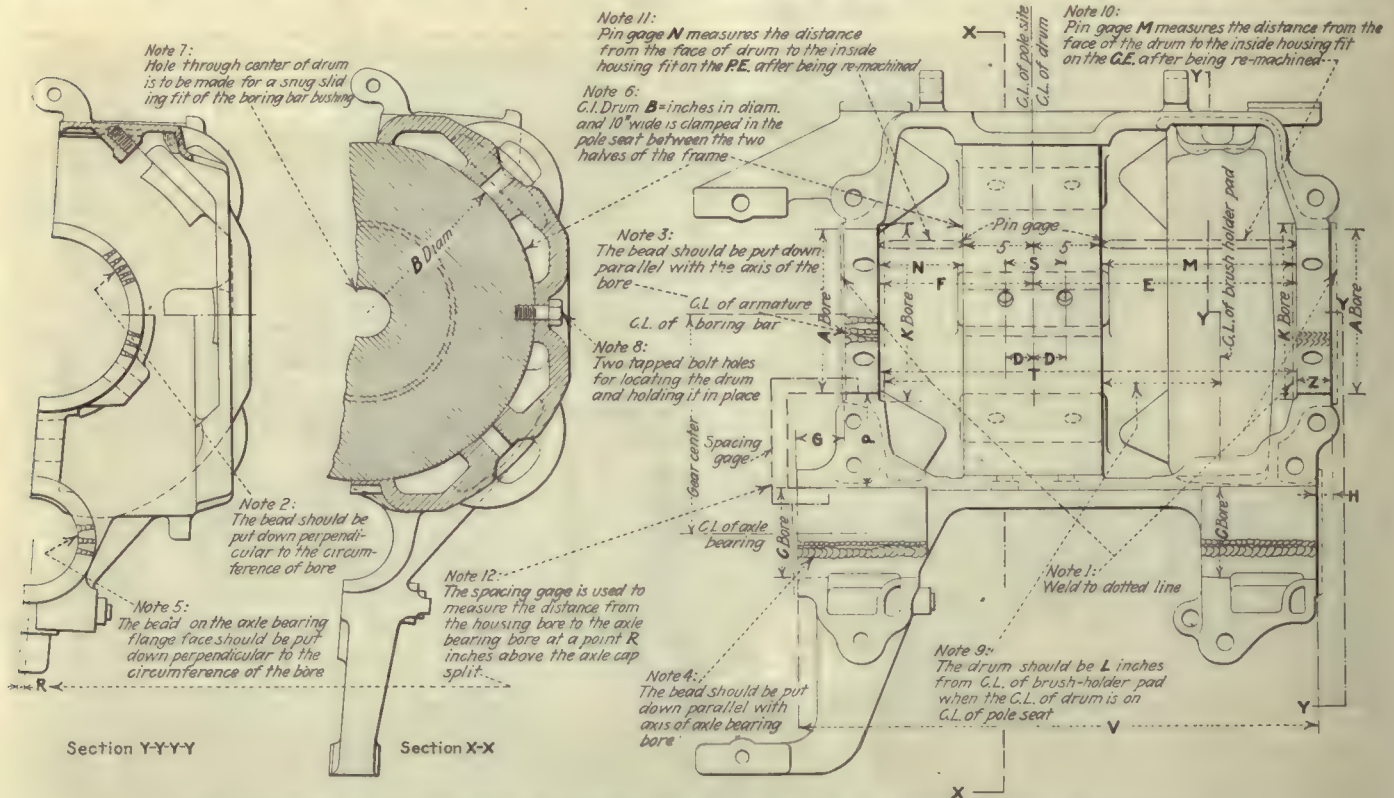 Note 7:
Hole through center of drum
is to be made for a snug slid
ing fit of the boring bar bushing
Note 11:
Pin gage N measures the distance
from the face of drum to the inside
housing fit on the P.E. after being re-machined
Note 6:
C.I. Drum B=inches in diam.
and 10" wide is clamped in the
pole seat between the two
halves of the frame
X
C.L. of pole site
C.L. of drum
Note 10:
Pin gage M measures the distance from the
face of the drum to the inside housing fit
on the C.E. after being re-machined
Y
B Diam
Note 3:
The bead should be put down
parallel with the axis of the
bore
C.L. of armature
C.L. of boring bar
Note 8:
Two tapped bolt holes
for locating the drum
and holding it in place
Pin gage
5 5
N
S
M
F
E
A Bore
K Bore
D D
T
Y
C.L. of brush holder pad
K Bore
Y
A Bore
Z
Spacing
gage
Gear center
G
C.L. of axle
bearing
C Bore
C Bore
H
Note 2:
The bead should be
put down perpendi-
cular to the circum-
ference of bore
Note 5:
The bead on the axle bearing
flange face should be put
down perpendicular to the
circumference of the bore
R
Note 12:
The spacing gage is used to
measure the distance from
the housing bore to the axle
bearing bore at a point R
inches above the axle cap
split.
Note 4:
The bead should be put
down parallel with
axis of axle bearing
bore
Note 1:
Weld to dotted line
Note 9:
The drum should be L inches
from C.L. of brush-holder pad
when the C.L. of drum is on
C.L. of pole seat
Y
V
Section Y-Y-Y-Y
Section X-X
X